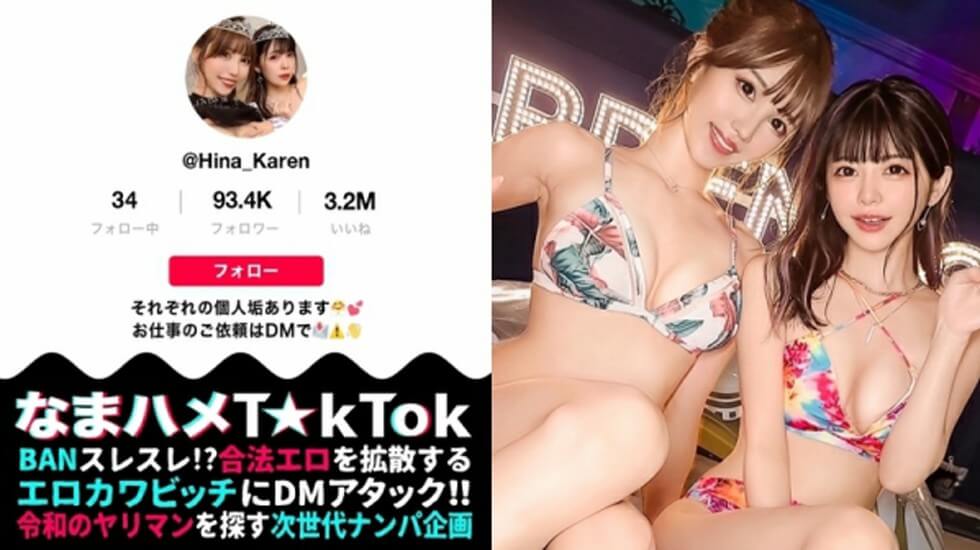 @Hina_Karen
34
93.4K
3.2M
フォロー中
フォロワー
いいね
フォロー
それぞれの個人垢あります😤💕
お仕事のご依頼はDMで📩⚠️👏
なまハメT★kTok
BANスレスレ!?合法エロを拡散する
エロカワビッチにDMアタック!!
令和のヤリマンを探す次世代ナンパ企画